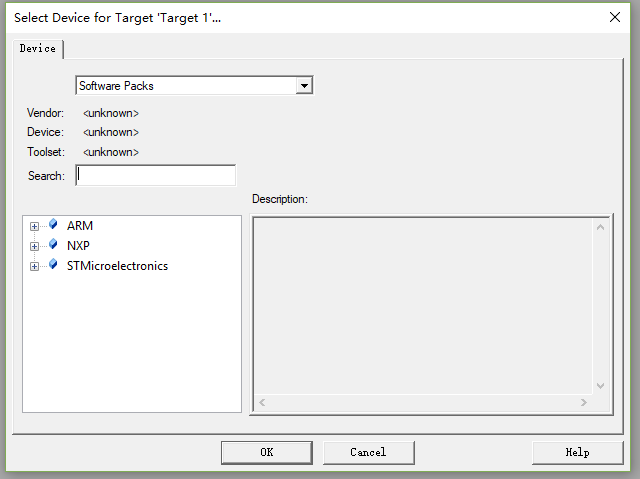 Select Device for Target 'Target 1'...
Device
Software Packs
Vendor: <unknown>
Device: <unknown>
Toolset: <unknown>
Search:
Description:
ARM
NXP
STMicroelectronics
OK Cancel Help